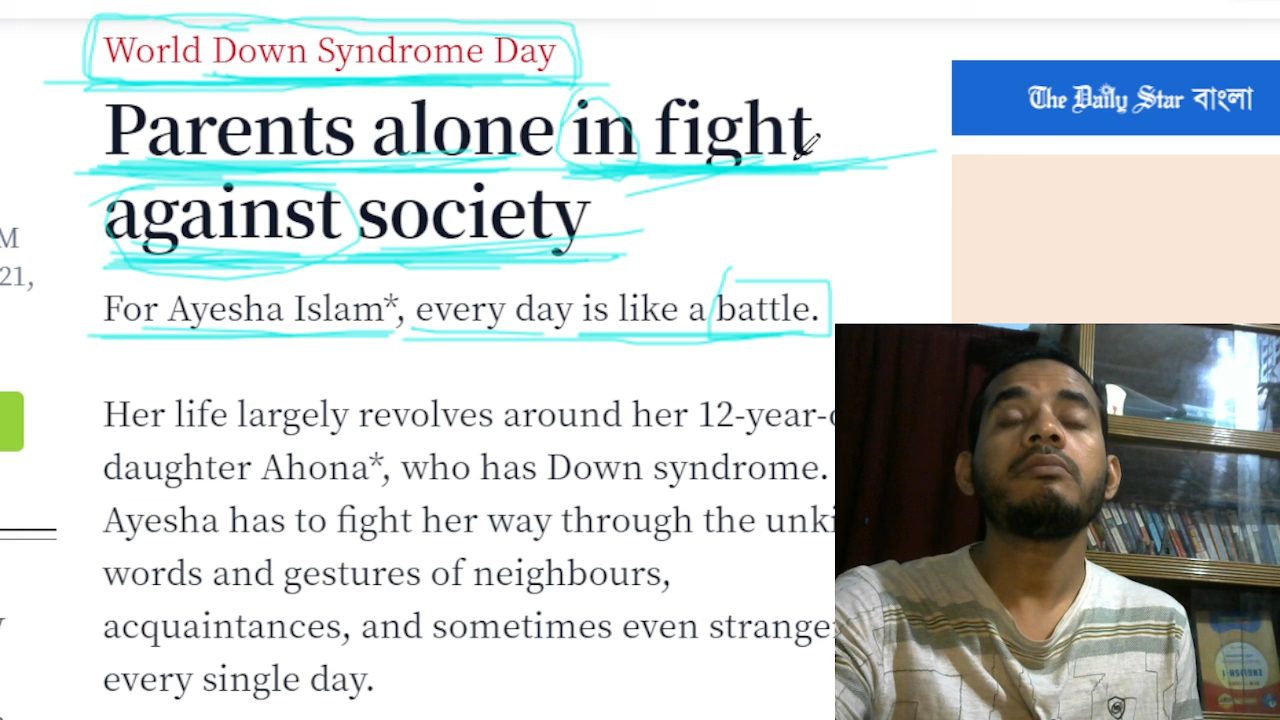 World Down Syndrome Day
Parents alone in fight
against society
For Ayesha Islam*, every day is like a battle.
Her life largely revolves around her 12-year-
daughter Ahona*, who has Down syndrome.
Ayesha has to fight her way through the
words and gestures of neighbours,
acquaintances, and sometimes even
every single day.
The Daily Star বাংলা
M
21,